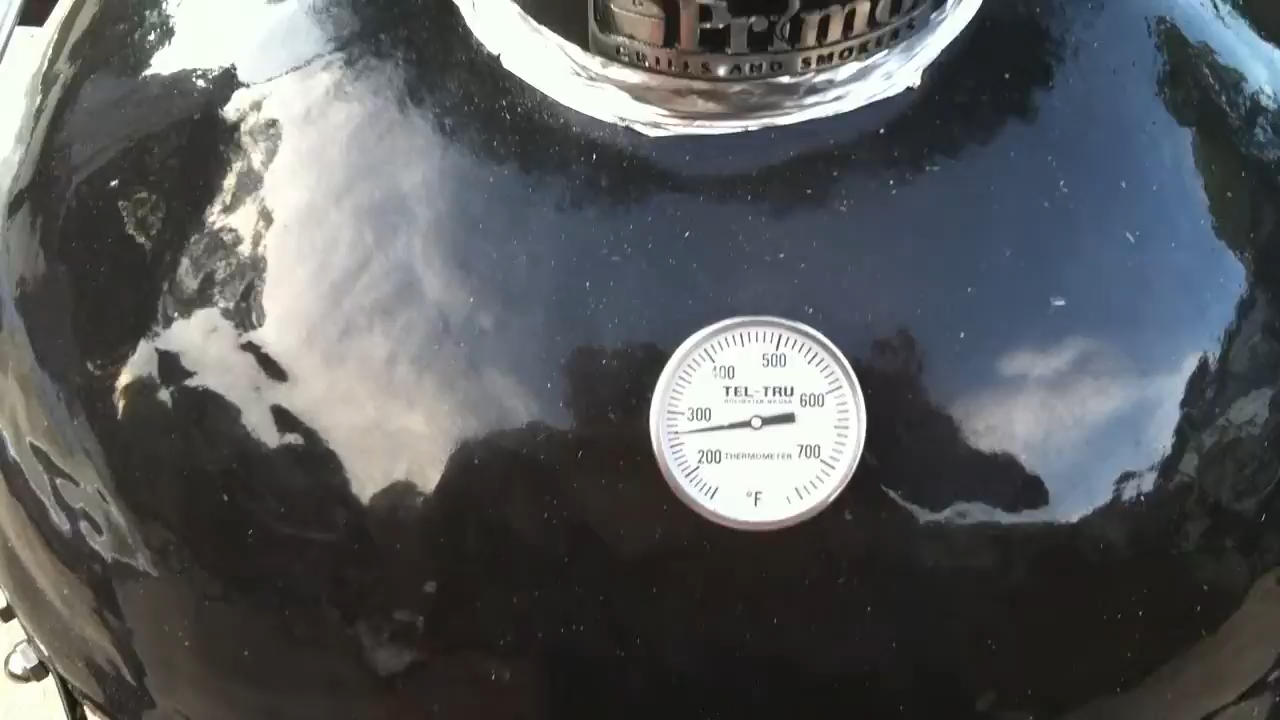 Primo
GRILLS AND SMOKERS
500
400
TEL-TRU
600
300
200
THERMOMETER
700
°F